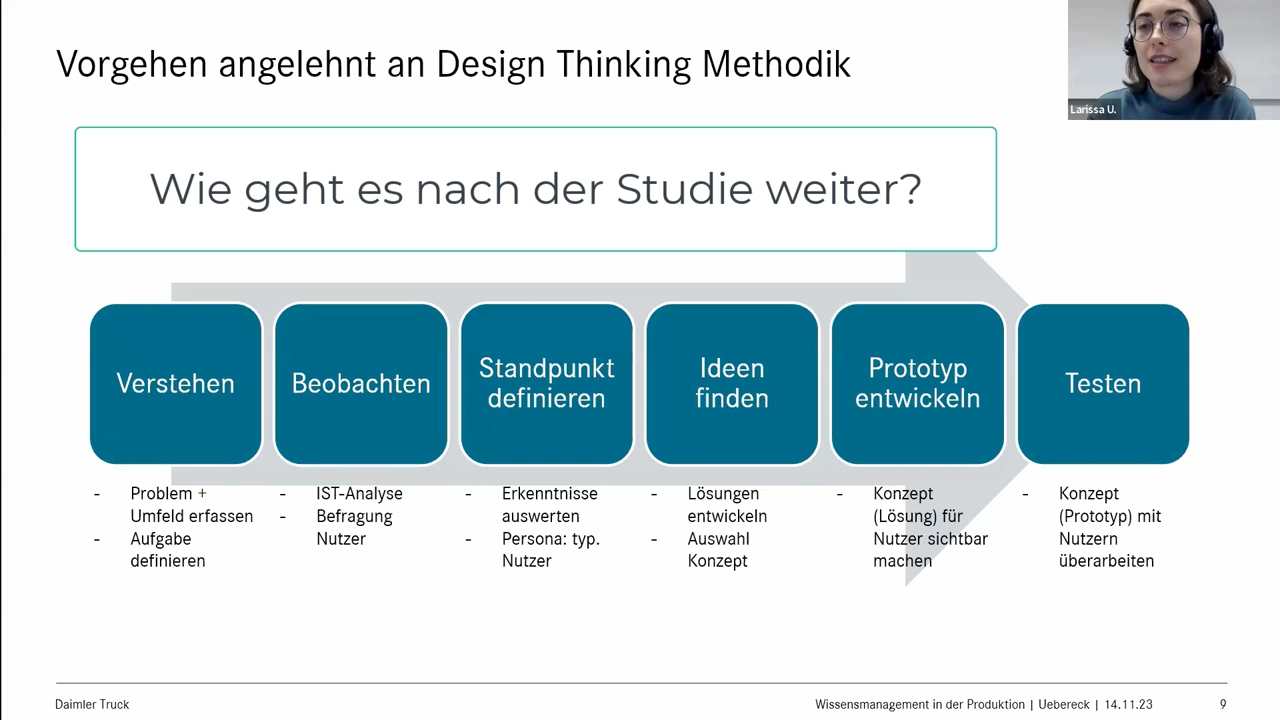 Vorgehen angelehnt an Design Thinking Methodik
Larissa U.
Wie geht es nach der Studie weiter?
Verstehen
Beobachten
Standpunkt
definieren
Ideen
finden
Prototyp
entwickeln
Testen
- Problem +
Umfeld erfassen
- Aufgabe
definieren
- IST-Analyse
- Befragung
Nutzer
- Erkenntnisse
auswerten
- Persona: typ.
Nutzer
- Lösungen
entwickeln
- Auswahl
Konzept
- Konzept
(Lösung) für
Nutzer sichtbar
machen
- Konzept
(Prototyp) mit
Nutzern
überarbeiten
Daimler Truck
Wissensmanagement in der Produktion | Uebereck | 14.11.23
9